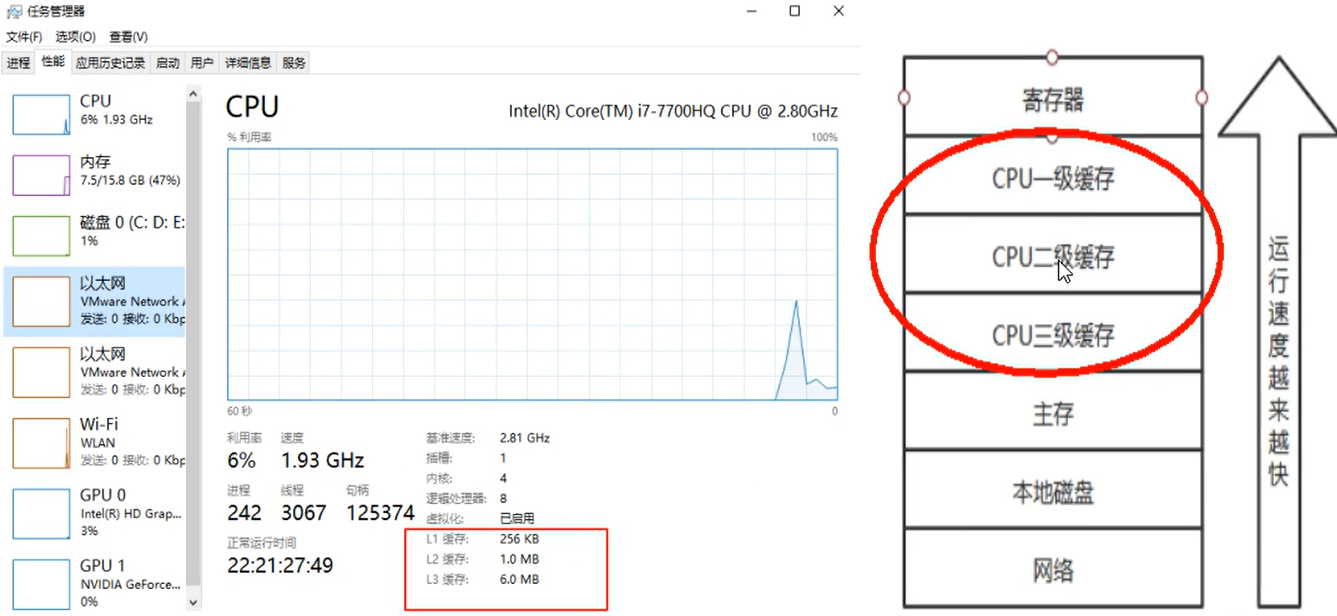 任务管理器
文件(F) 选项(O) 查看(V)
进程 性能 应用历史记录 启动 用户 详细信息 服务
CPU
6% 1.93 GHz
内存
7.5/15.8 GB (47%)
磁盘 0 (C: D: E:
1%
以太网
VMware Network A
发送: 0 接收: 0 Kbp
以太网
VMware Network A
发送: 0 接收: 0 Kbp
Wi-Fi
WLAN
发送: 0 接收: 0 Kbp
GPU 0
Intel(R) HD Grap...
3%
GPU 1
NVIDIA GeForce...
0%
CPU
Intel(R) Core(TM) i7-7700HQ CPU @ 2.80GHz
% 利用率 100%
60 秒 0
利用率 速度
6% 1.93 GHz
进程 线程 句柄
242 3067 125374
正常运行时间
22:21:27:49
基准速度: 2.81 GHz
插槽: 1
内核: 4
逻辑处理器: 8
虚拟化: 已启用
L1 缓存: 256 KB
L2 缓存: 1.0 MB
L3 缓存: 6.0 MB
寄存器
CPU一级缓存
CPU二级缓存
CPU三级缓存
主存
本地磁盘
网络
运行速度越来越快